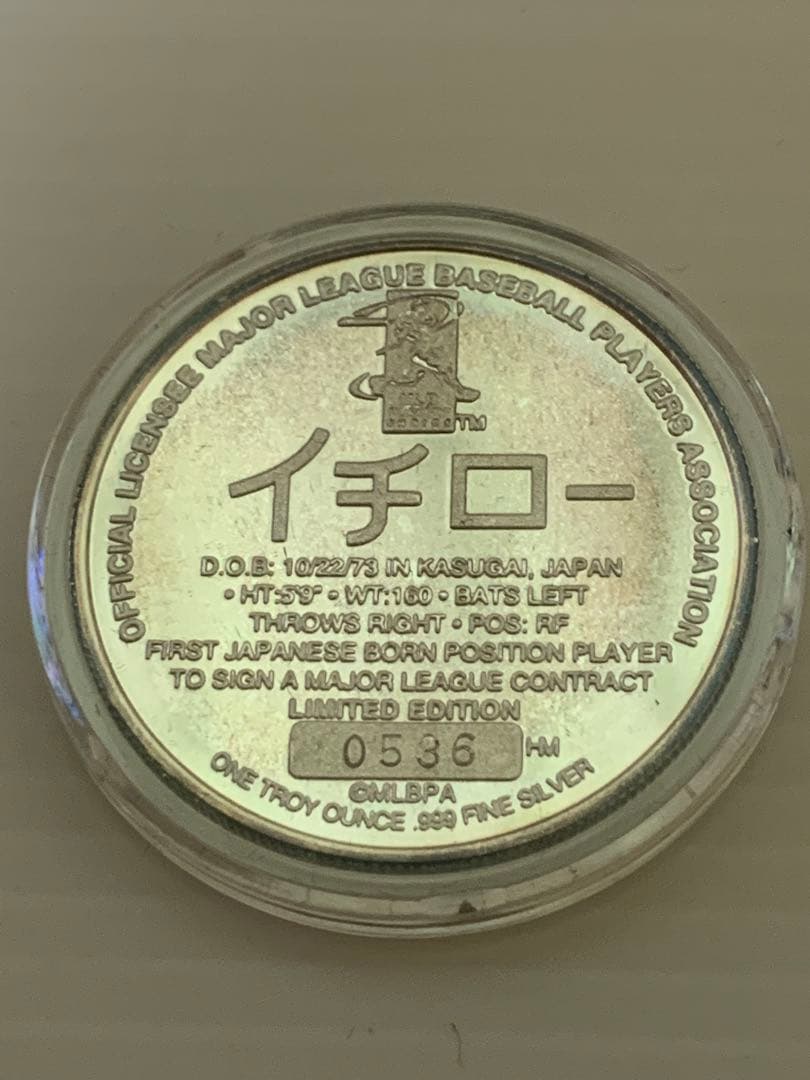 OFFICIAL LICENSEE MAJOR LEAGUE BASEBALL PLAYERS ASSOCIATION
TM
イチロー
D.O.B: 10/22/73 IN KASUGAI, JAPAN
• HT:5'9" • WT:160 • BATS LEFT
THROWS RIGHT • POS: RF
FIRST JAPANESE BORN POSITION PLAYER
TO SIGN A MAJOR LEAGUE CONTRACT
LIMITED EDITION
0536 HM
©MLBPA
ONE TROY OUNCE .999 FINE SILVER